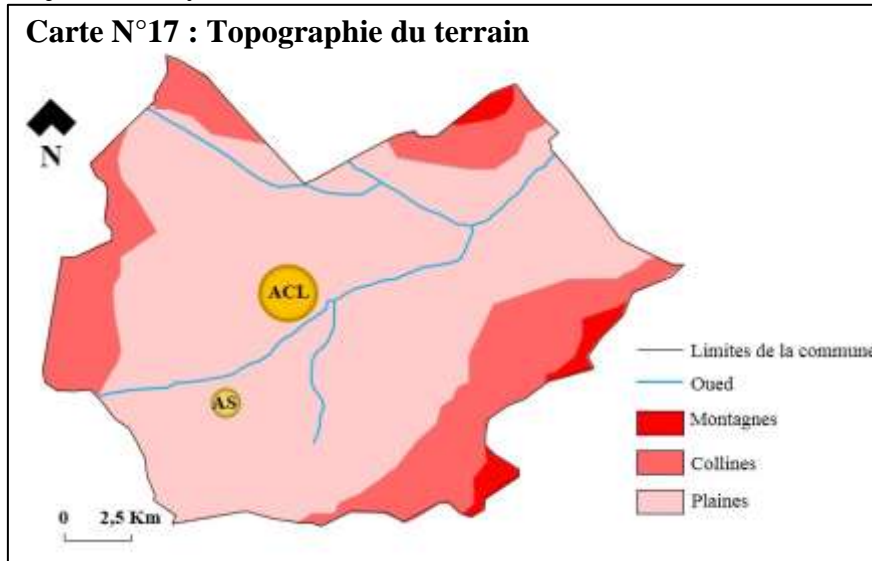 Carte N°17 : Topographie du terrain
N
ACL
AS
Limites de la commune
Oued
Montagnes
Collines
Plaines
0 2,5 Km